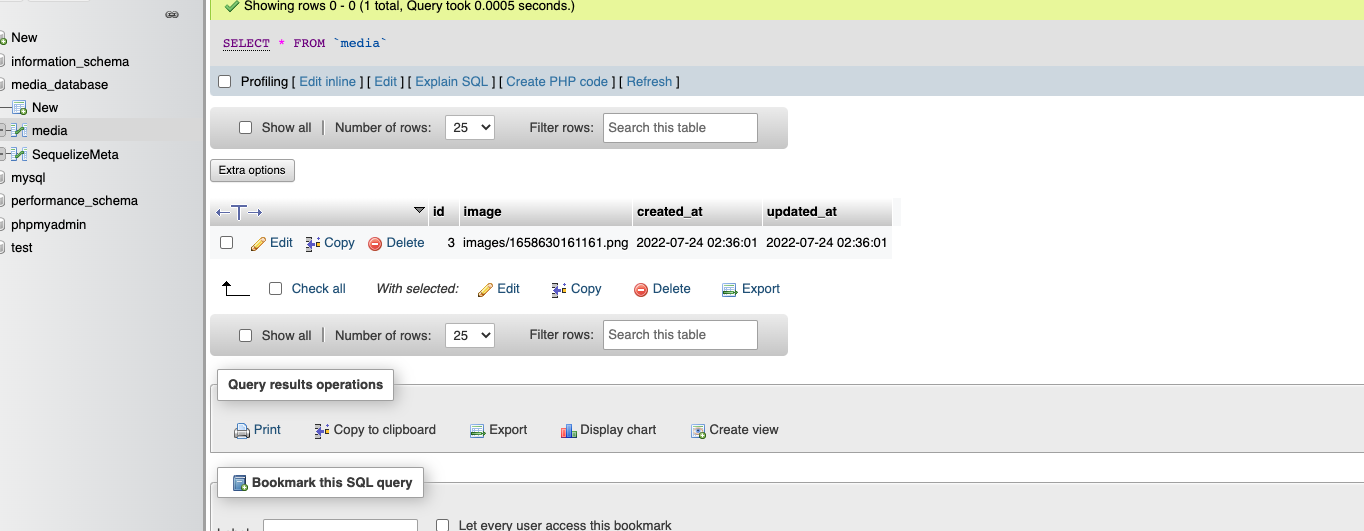 New
information_schema
media_database
New
media
SequelizeMeta
mysql
performance_schema
phpmyadmin
test
Showing rows 0 - 0 (1 total, Query took 0.0005 seconds.)
SELECT * FROM `media`
Profiling [ Edit inline ] [ Edit ] [ Explain SQL ] [ Create PHP code ] [ Refresh ]
Show all | Number of rows: 25 Filter rows: Search this table
Extra options
id image created_at updated_at
Edit Copy Delete 3 images/1658630161161.png 2022-07-24 02:36:01 2022-07-24 02:36:01
Check all With selected: Edit Copy Delete Export
Show all | Number of rows: 25 Filter rows: Search this table
Query results operations
Print Copy to clipboard Export Display chart Create view
Bookmark this SQL query
Let every user access this bookmark